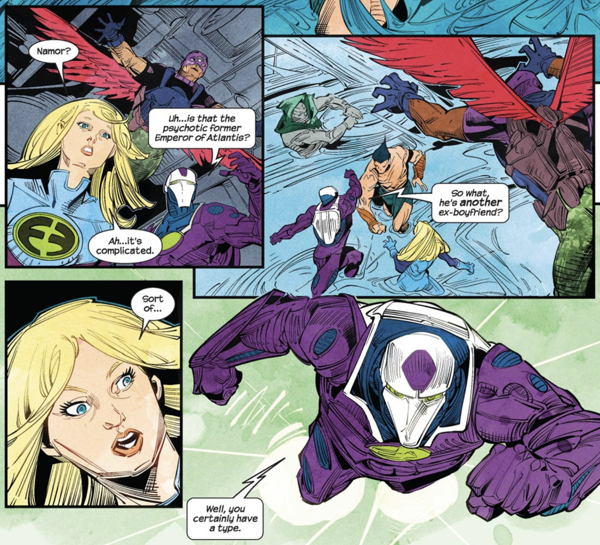 Namor?
Uh...is that the
psychotic former
Emperor of Atlantis?
Ah...it's
complicated.
So what,
he's another
ex-boyfriend?
Sort
of...
Well, you
certainly have
a type.